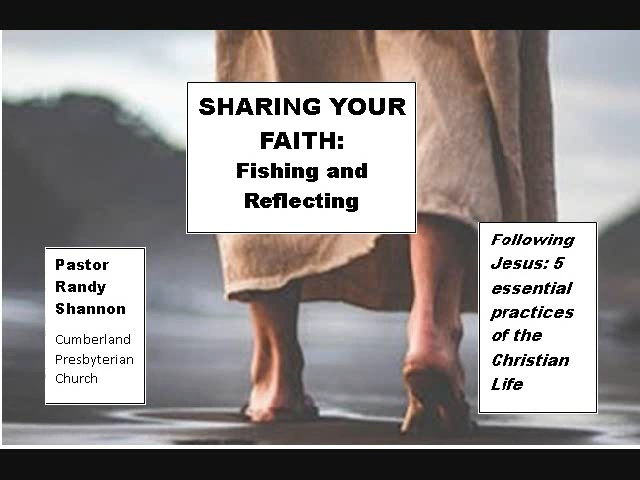 SHARING YOUR
FAITH:
Fishing and
Reflecting
Pastor
Randy
Shannon
Cumberland
Presbyterian
Church
Following
Jesus: 5
essential
practices
of the
Christian
Life